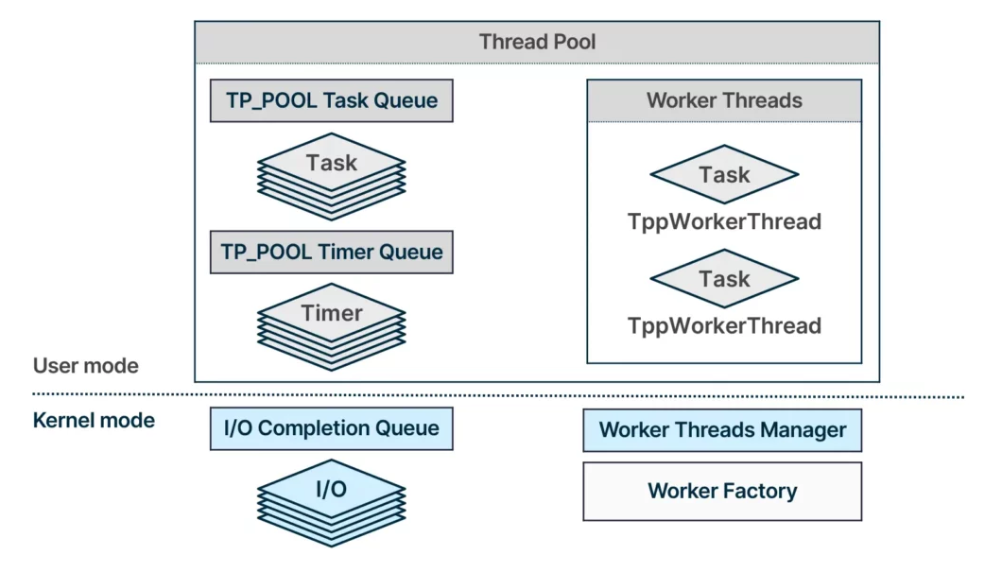 Thread Pool
TP_POOL Task Queue
Worker Threads
Task
Task
TppWorkerThread
TP_POOL Timer Queue
Task
Timer
TppWorkerThread
User mode
Kernel mode
I/O Completion Queue
Worker Threads Manager
I/O
Worker Factory